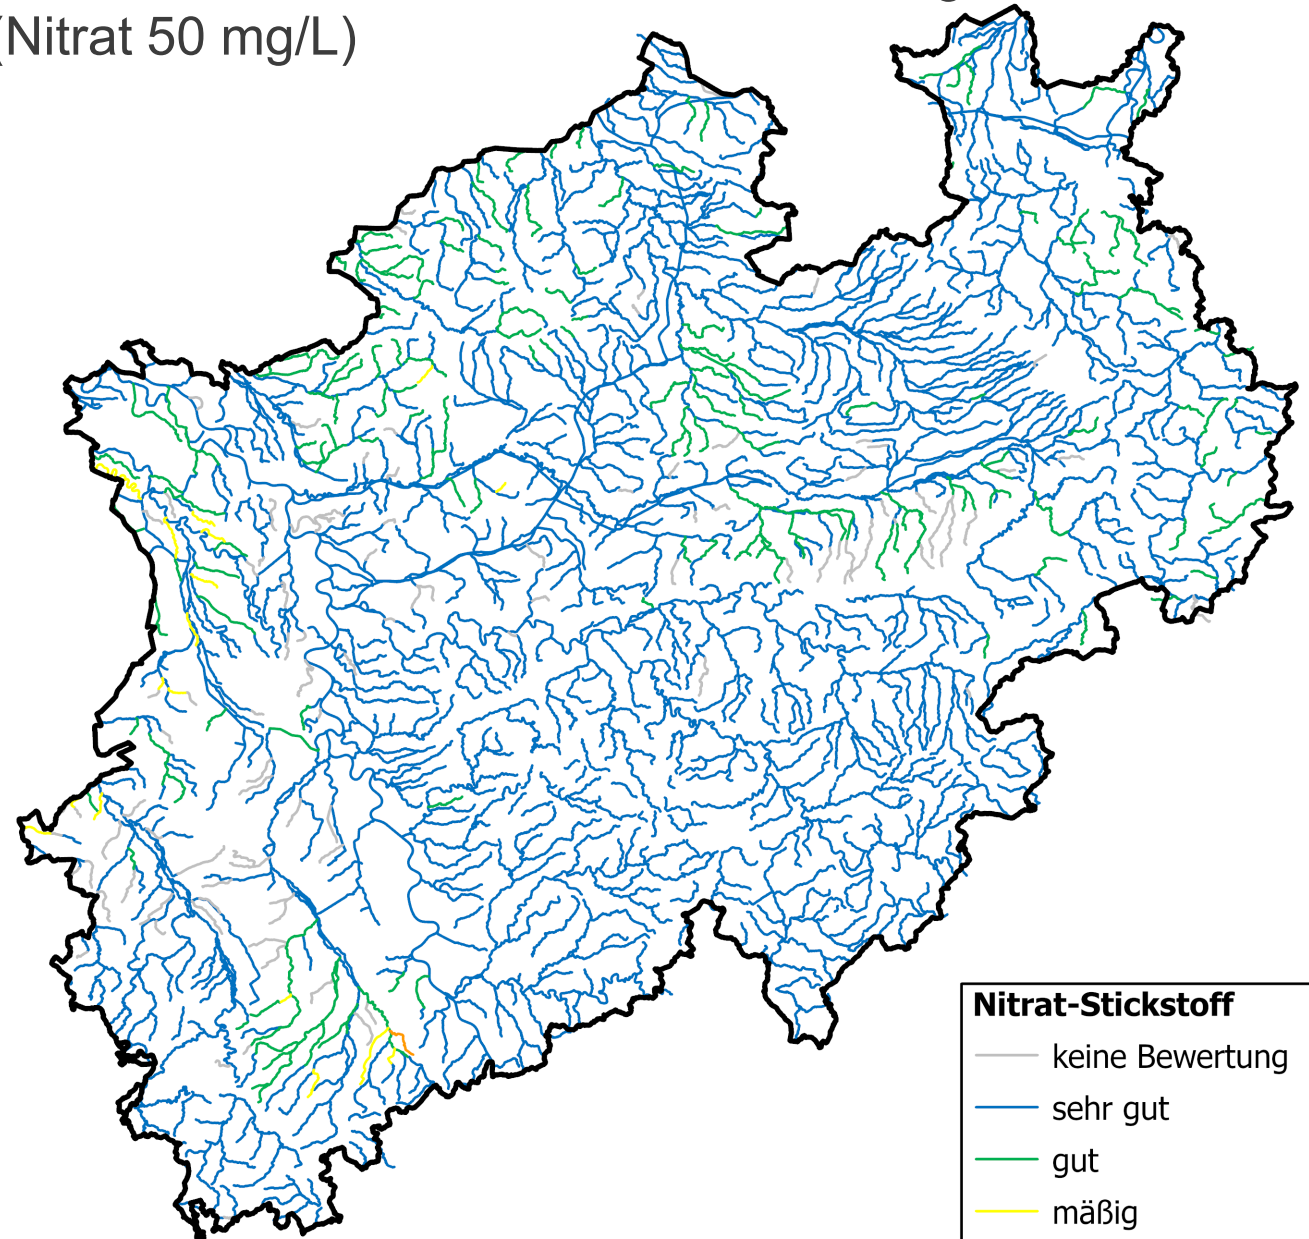 (Nitrat 50 mg/L)
Nitrat-Stickstoff
keine Bewertung
sehr gut
gut
mäßig